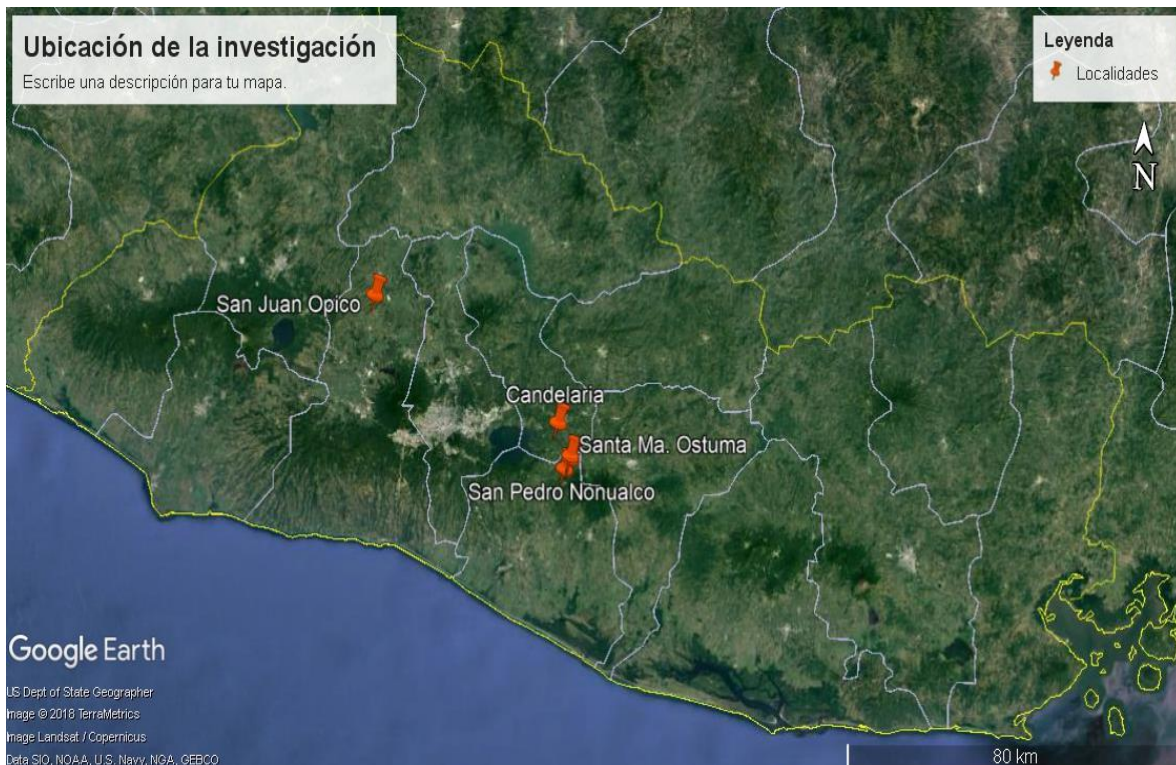 Ubicación de la investigación
Escribe una descripción para tu mapa.
Leyenda
Localidades
N
San Juan Opico
Candelaria
Santa Ma. Ostuma
San Pedro Nonualco
Google Earth
US Dept of State Geographer
Image © 2018 TerraMetrics
Image Landsat / Copernicus
Data SIO, NOAA, U.S. Navy, NGA, GEBCO
80 km